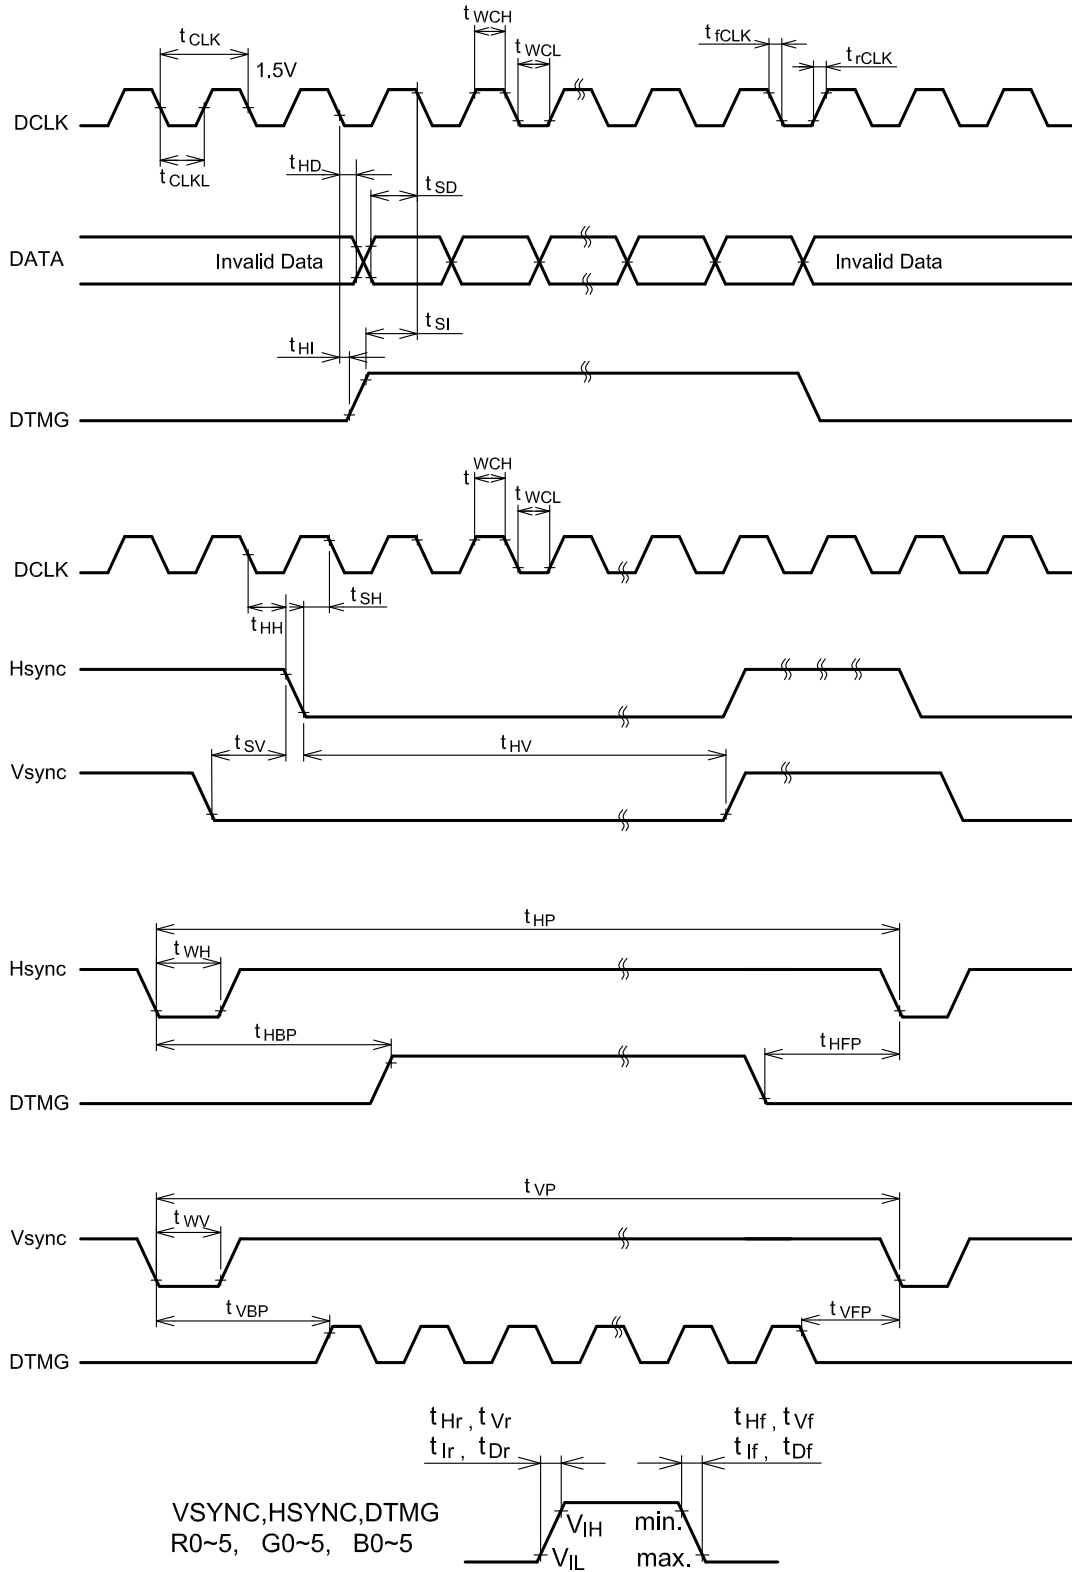 t WCH
t CLK
t fCLK
t WCL
t rCLK
1.5V
DCLK
t HD
t CLKL
t SD
DATA
Invalid Data
Invalid Data
t SI
t HI
DTMG
t WCH
t WCL
DCLK
t SH
t HH
Hsync
t SV
t HV
Vsync
t HP
t WH
Hsync
t HBP
t HFP
DTMG
t VP
t WV
Vsync
t VBP
t VFP
DTMG
t Hr , t Vr
t Hf , t Vf
t Ir , t Dr
t If , t Df
VSYNC,HSYNC,DTMG
VIH min.
R0~5, G0~5, B0~5
VIL max.